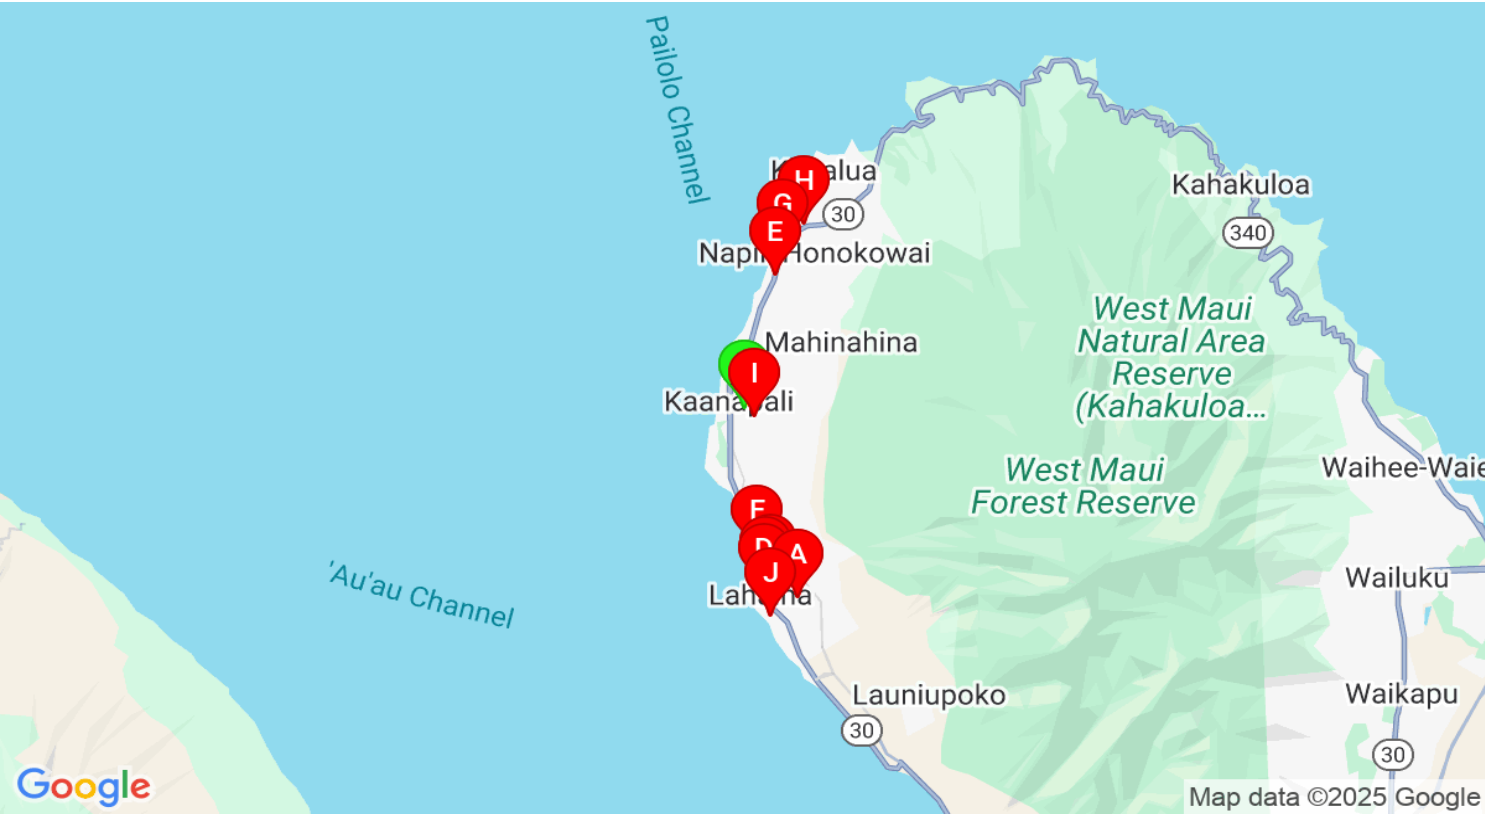 Pailolo Channel
H
30
G
E
Honokowai
Kahakuloa
340
West Maui
Natural Area
Reserve
(Kahakuloa...
Mahinahina
I
Waihee-Waie
West Maui
Forest Reserve
A
J
'Au'au Channel
Wailuku
Launiupoko
30
Waikapu
30
Google
Map data ©2025 Google